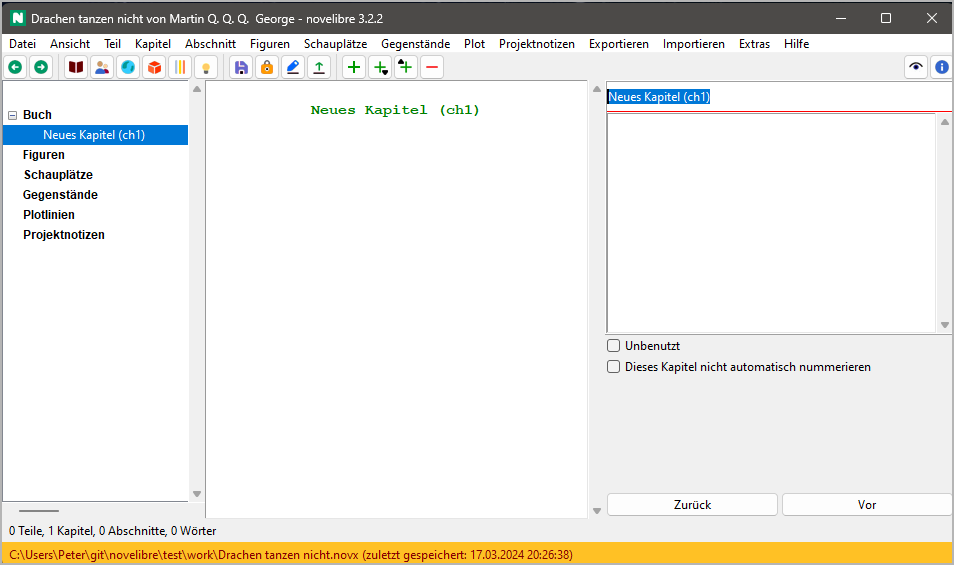 Drachen tanzen nicht von Martin Q. Q. Q. George - novelibre 3.2.2
Datei Ansicht Teil Kapitel Abschnitt Figuren Schauplätze Gegenstände Plot Projektnotizen Exportieren Importieren Extras Hilfe
Buch
Neues Kapitel (ch1)
Figuren
Schauplätze
Gegenstände
Plotlinien
Projektnotizen
Neues Kapitel (ch1)
Neues Kapitel (ch1)
Unbenutzt
Dieses Kapitel nicht automatisch nummerieren
Zurück Vor
0 Teile, 1 Kapitel, 0 Abschnitte, 0 Wörter
C:\Users\Peter\git\novelibre\test\work\Drachen tanzen nicht.novx (zuletzt gespeichert: 17.03.2024 20:26:38)